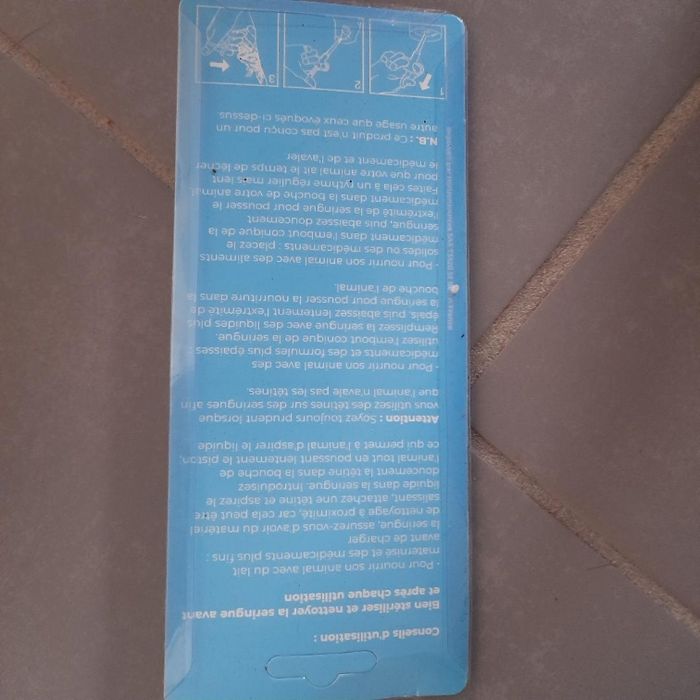 Conseils d'utilisation :
Bien stériliser et nettoyer la seringue avant
et après chaque utilisation
- Pour nourrir son animal avec du lait
maternisé et des médicaments plus fins :
avant de charger
la seringue, assurez-vous d'avoir du matériel
de nettoyage à proximité, car cela peut être
salissant, attachez une tétine et aspirez le
liquide dans la seringue. Introduisez
doucement la tétine dans la bouche de
l'animal tout en poussant lentement le piston,
ce qui permet à l'animal d'aspirer le liquide
Attention : Soyez toujours prudent lorsque
vous utilisez des tétines sur des seringues afin
que l'animal n'avale pas les tétines.
- Pour nourrir son animal avec des
médicaments et des formules plus épaisses :
utilisez l'embout conique de la seringue.
Remplissez la seringue avec des liquides plus
épais, puis abaissez lentement l'extrémité de
la seringue pour pousser la nourriture dans la
bouche de l'animal.
- Pour nourrir son animal avec des aliments
solides ou des médicaments : placez le
médicament dans l'embout conique de la
seringue, puis abaissez doucement
l'extrémité de la seringue pour pousser le
médicament dans la bouche de votre animal.
Faites cela à un rythme régulier mais lent
pour que votre animal ait le temps de lécher
le médicament et de l'avaler
N.B. : Ce produit n'est pas conçu pour un
autre usage que ceux évoqués ci-dessus
1
2
3